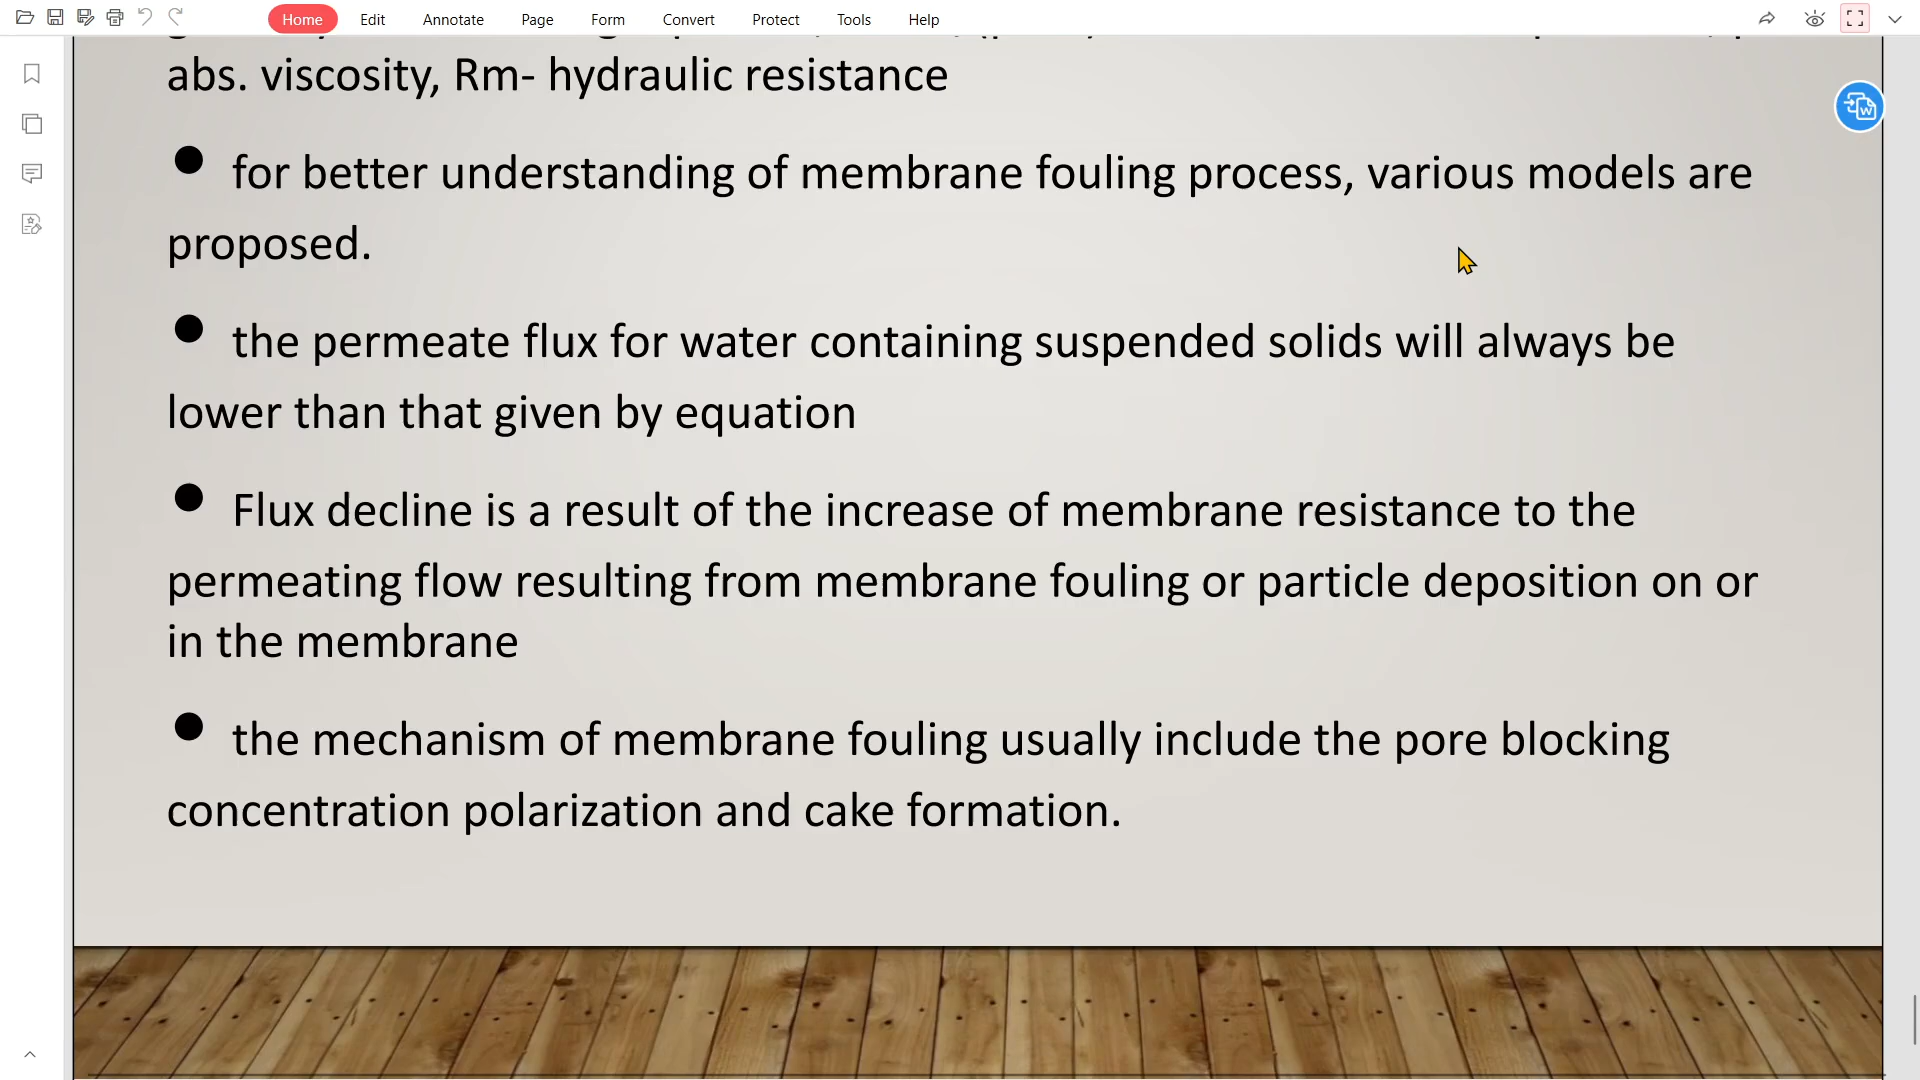 Home Edit Annotate Page Form Convert Protect Tools Help
abs. viscosity, Rm- hydraulic resistance
● for better understanding of membrane fouling process, various models are
proposed.
● the permeate flux for water containing suspended solids will always be
lower than that given by equation
● Flux decline is a result of the increase of membrane resistance to the
permeating flow resulting from membrane fouling or particle deposition on or
in the membrane
● the mechanism of membrane fouling usually include the pore blocking
concentration polarization and cake formation.